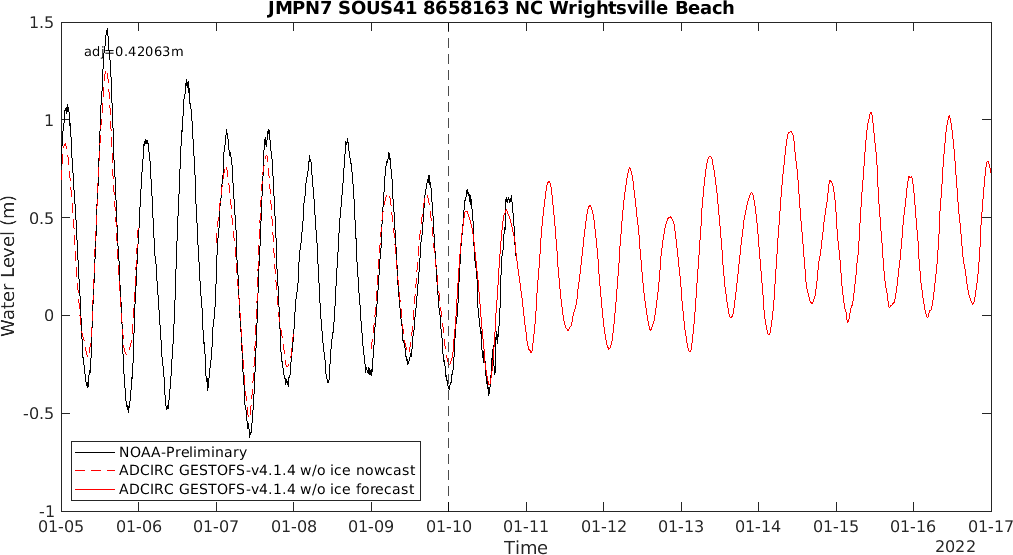 JMPN7 SOUS41 8658163 NC Wrightsville Beach
adj=0.42063m
1.5
1
0.5
0
-0.5
-1
Water Level (m)
NOAA-Preliminary
ADCIRC GESTOFS-v4.1.4 w/o ice nowcast
ADCIRC GESTOFS-v4.1.4 w/o ice forecast
01-05 01-06 01-07 01-08 01-09 01-10 01-11 01-12 01-13 01-14 01-15 01-16 01-17
Time
2022